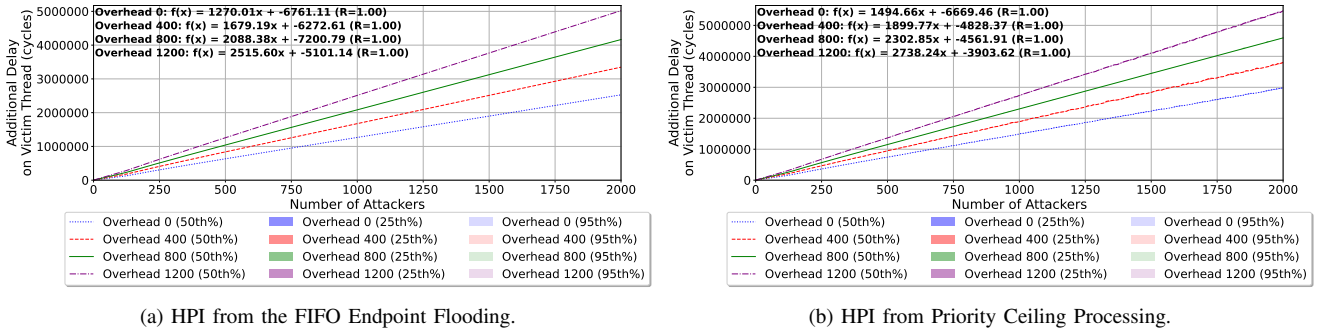 Overhead 0: f(x) = 1270.01x + -6761.11 (R=1.00)
Overhead 400: f(x) = 1679.19x + -6272.61 (R=1.00)
Overhead 800: f(x) = 2088.38x + -7200.79 (R=1.00)
Overhead 1200: f(x) = 2515.60x + -5101.14 (R=1.00)
Additional Delay
on Victim Thread (cycles)
5000000
4000000
3000000
2000000
1000000
0
0 250 500 750 1000 1250 1500 1750 2000
Number of Attackers
Overhead 0 (50th%) Overhead 0 (25th%) Overhead 0 (95th%)
Overhead 400 (50th%) Overhead 400 (25th%) Overhead 400 (95th%)
Overhead 800 (50th%) Overhead 800 (25th%) Overhead 800 (95th%)
Overhead 1200 (50th%) Overhead 1200 (25th%) Overhead 1200 (95th%)
(a) HPI from the FIFO Endpoint Flooding.
Overhead 0: f(x) = 1494.66x + -6669.46 (R=1.00)
Overhead 400: f(x) = 1899.77x + -4828.37 (R=1.00)
Overhead 800: f(x) = 2302.85x + -4561.91 (R=1.00)
Overhead 1200: f(x) = 2738.24x + -3903.62 (R=1.00)
Additional Delay
on Victim Thread (cycles)
5000000
4000000
3000000
2000000
1000000
0
0 250 500 750 1000 1250 1500 1750 2000
Number of Attackers
Overhead 0 (50th%) Overhead 0 (25th%) Overhead 0 (95th%)
Overhead 400 (50th%) Overhead 400 (25th%) Overhead 400 (95th%)
Overhead 800 (50th%) Overhead 800 (25th%) Overhead 800 (95th%)
Overhead 1200 (50th%) Overhead 1200 (25th%) Overhead 1200 (95th%)
(b) HPI from Priority Ceiling Processing.